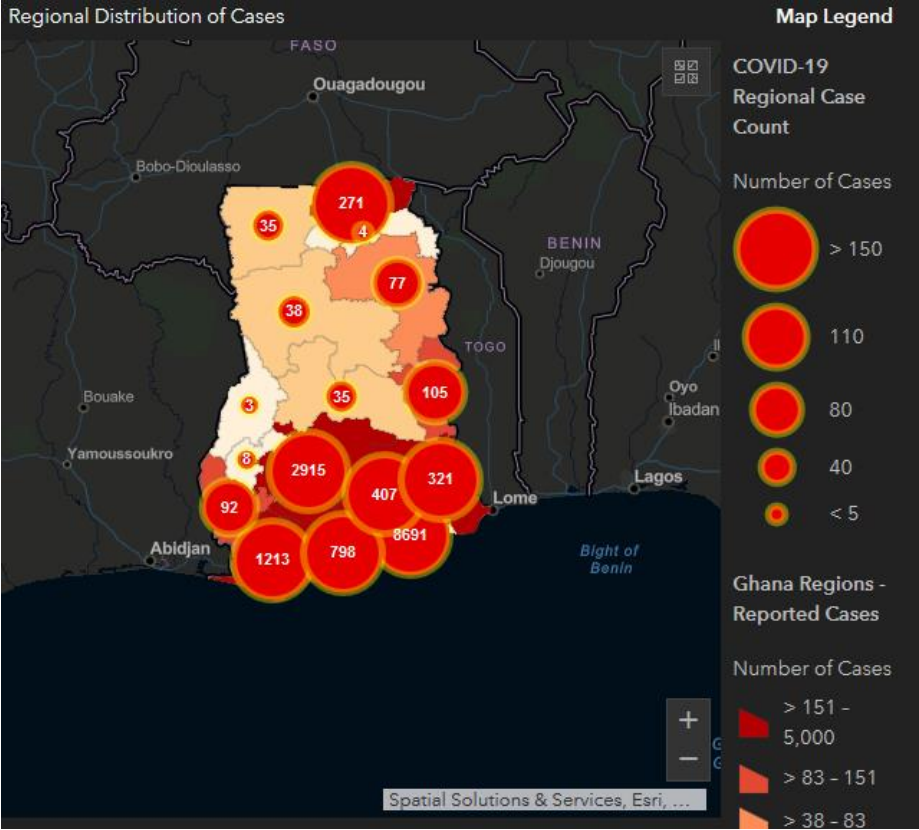 Regional Distribution of Cases
FASO
Ouagadougou
Bobo-Dioulasso
271
35
4
BENIN
Djougou
77
38
TOGO
105
Bouake
3
35
Oyo
Ibadan
Yamoussoukro
8
2915
321
Lagos
407
Lome
92
8691
Abidjan
1213
798
Bight of
Benin
+
−
Spatial Solutions & Services, Esri, ...
Map Legend
COVID-19
Regional Case
Count
Number of Cases
> 150
110
80
40
< 5
Ghana Regions -
Reported Cases
Number of Cases
> 151 –
5,000
> 83 – 151
> 38 – 83